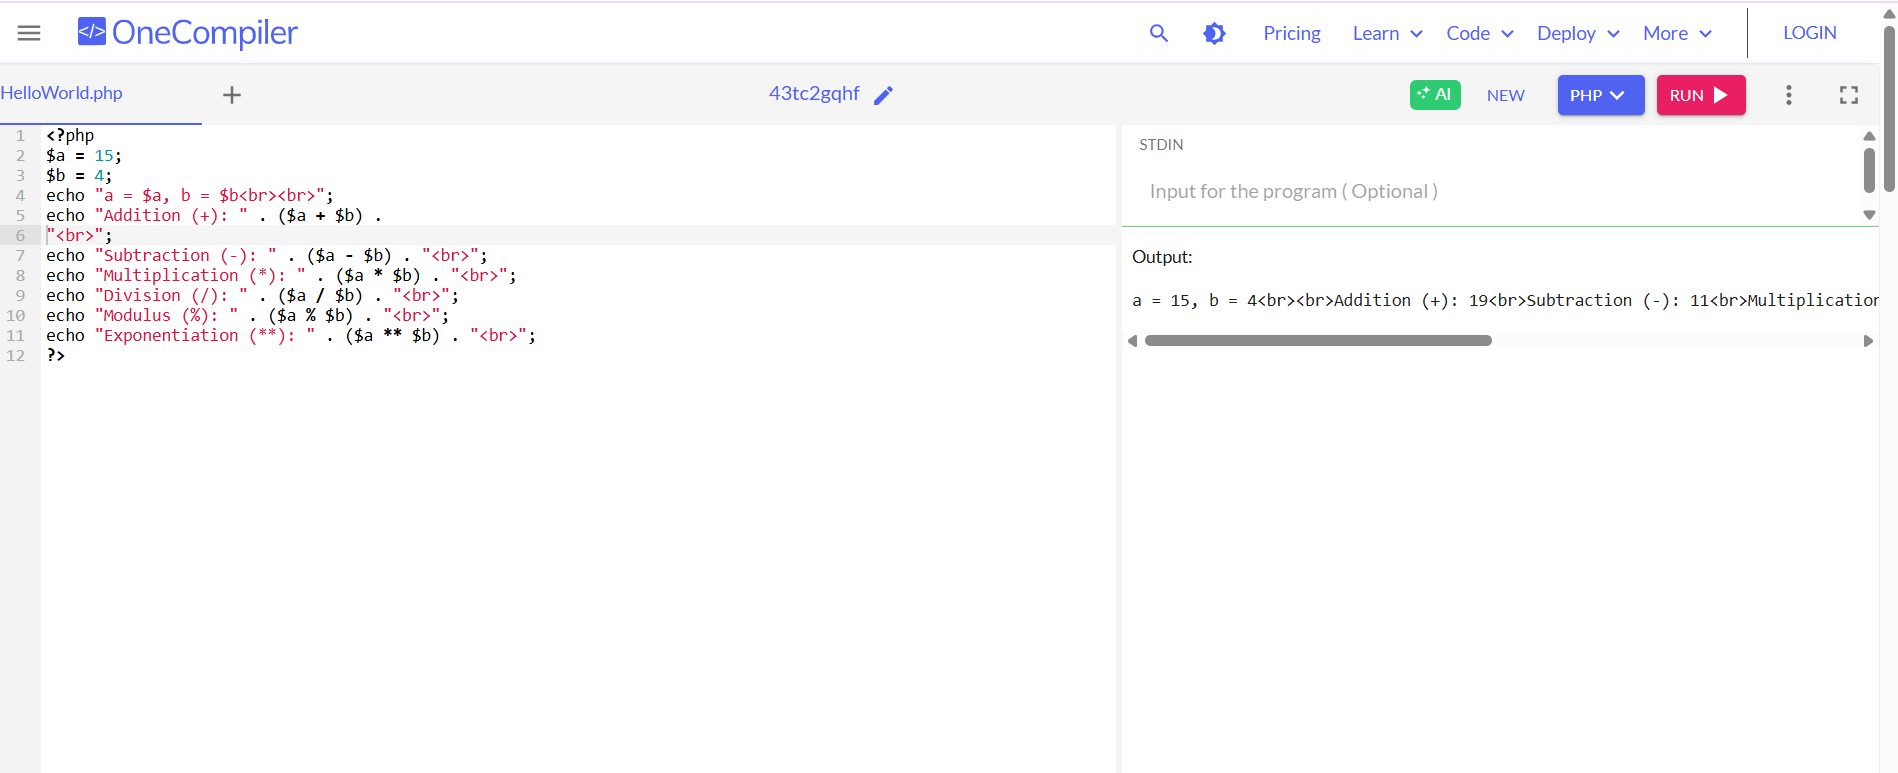 </> OneCompiler
Pricing Learn Code Deploy More LOGIN
HelloWorld.php + 43tc2gqhf AI NEW PHP RUN
1 <?php
2 $a = 15;
3 $b = 4;
4 echo "a = $a, b = $b<br><br>";
5 echo "Addition (+): " . ($a + $b) .
6 "<br>";
7 echo "Subtraction (-): " . ($a - $b) . "<br>";
8 echo "Multiplication (*): " . ($a * $b) . "<br>";
9 echo "Division (/): " . ($a / $b) . "<br>";
10 echo "Modulus (%): " . ($a % $b) . "<br>";
11 echo "Exponentiation (**): " . ($a ** $b) . "<br>";
12 ?>
STDIN
Input for the program ( Optional )
Output:
a = 15, b = 4<br><br>Addition (+): 19<br>Subtraction (-): 11<br>Multiplication